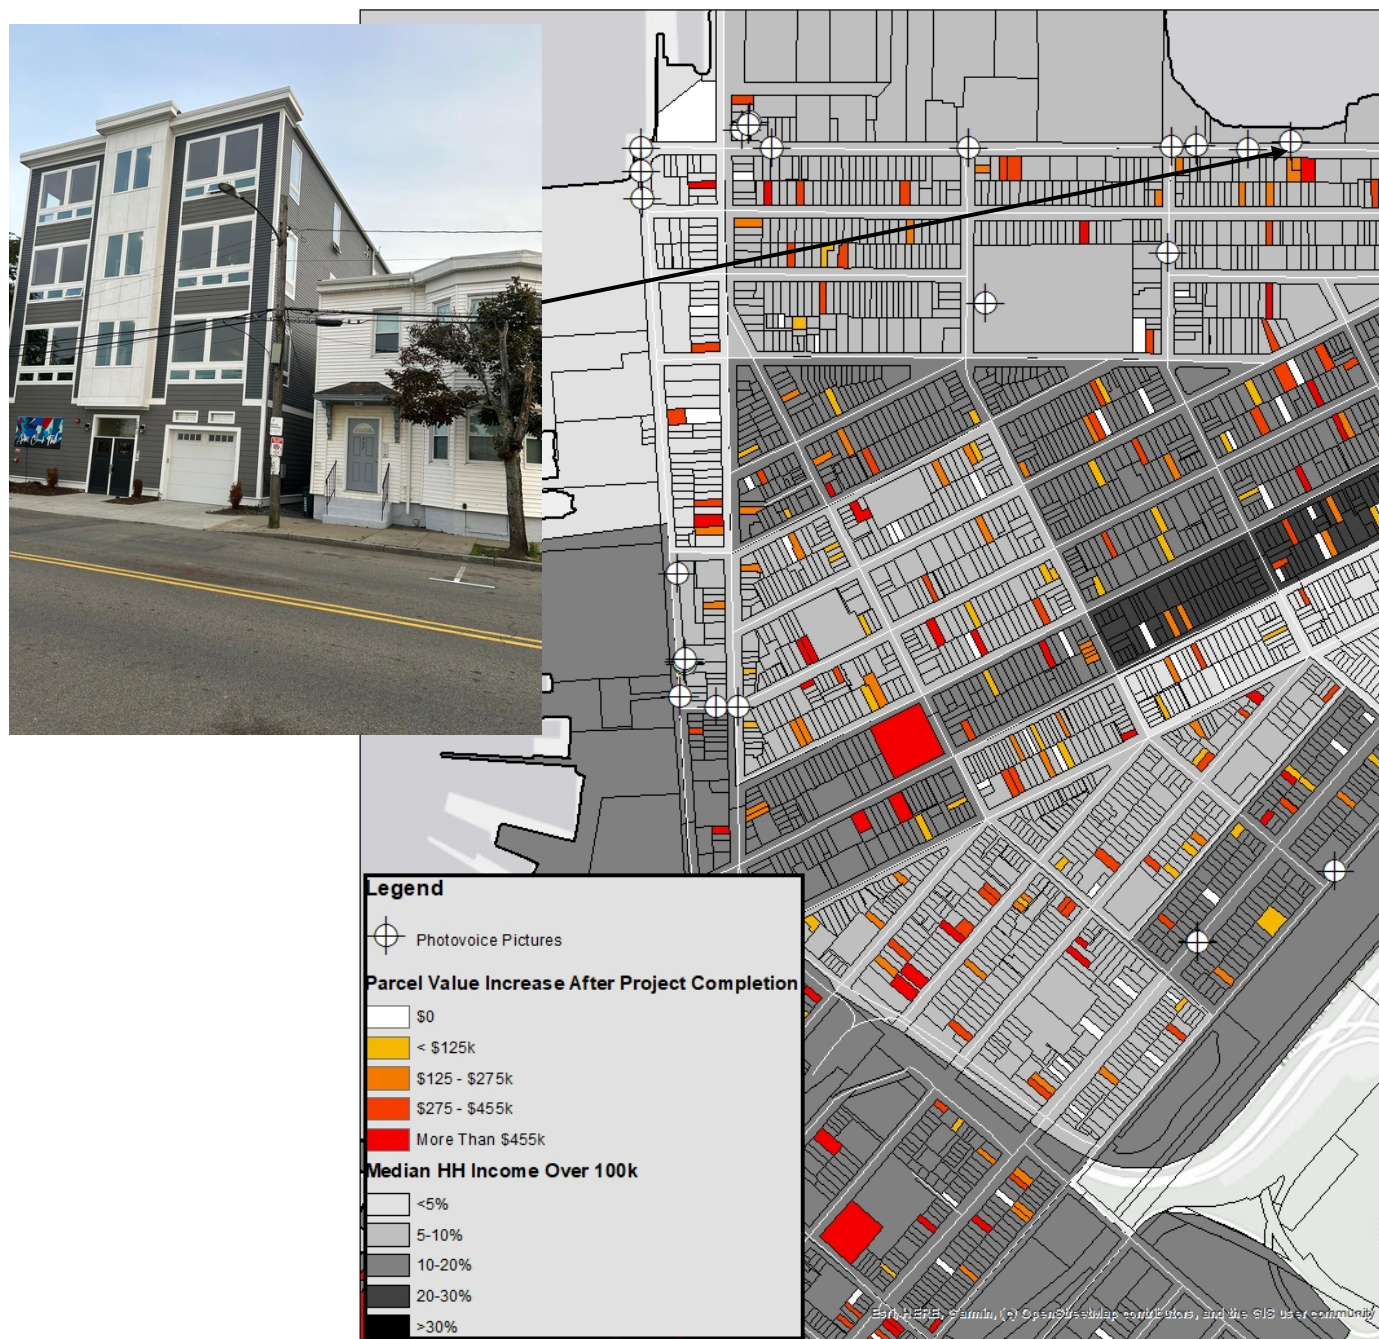 Legend
Photovoice Pictures
Parcel Value Increase After Project Completion
$0
< $125k
$125 - $275k
$275 - $455k
More Than $455k
Median HH Income Over 100k
<5%
5-10%
10-20%
20-30%
>30%
Esri, HERE, Garmin, (c) OpenStreetMap contributors, and the GIS user community